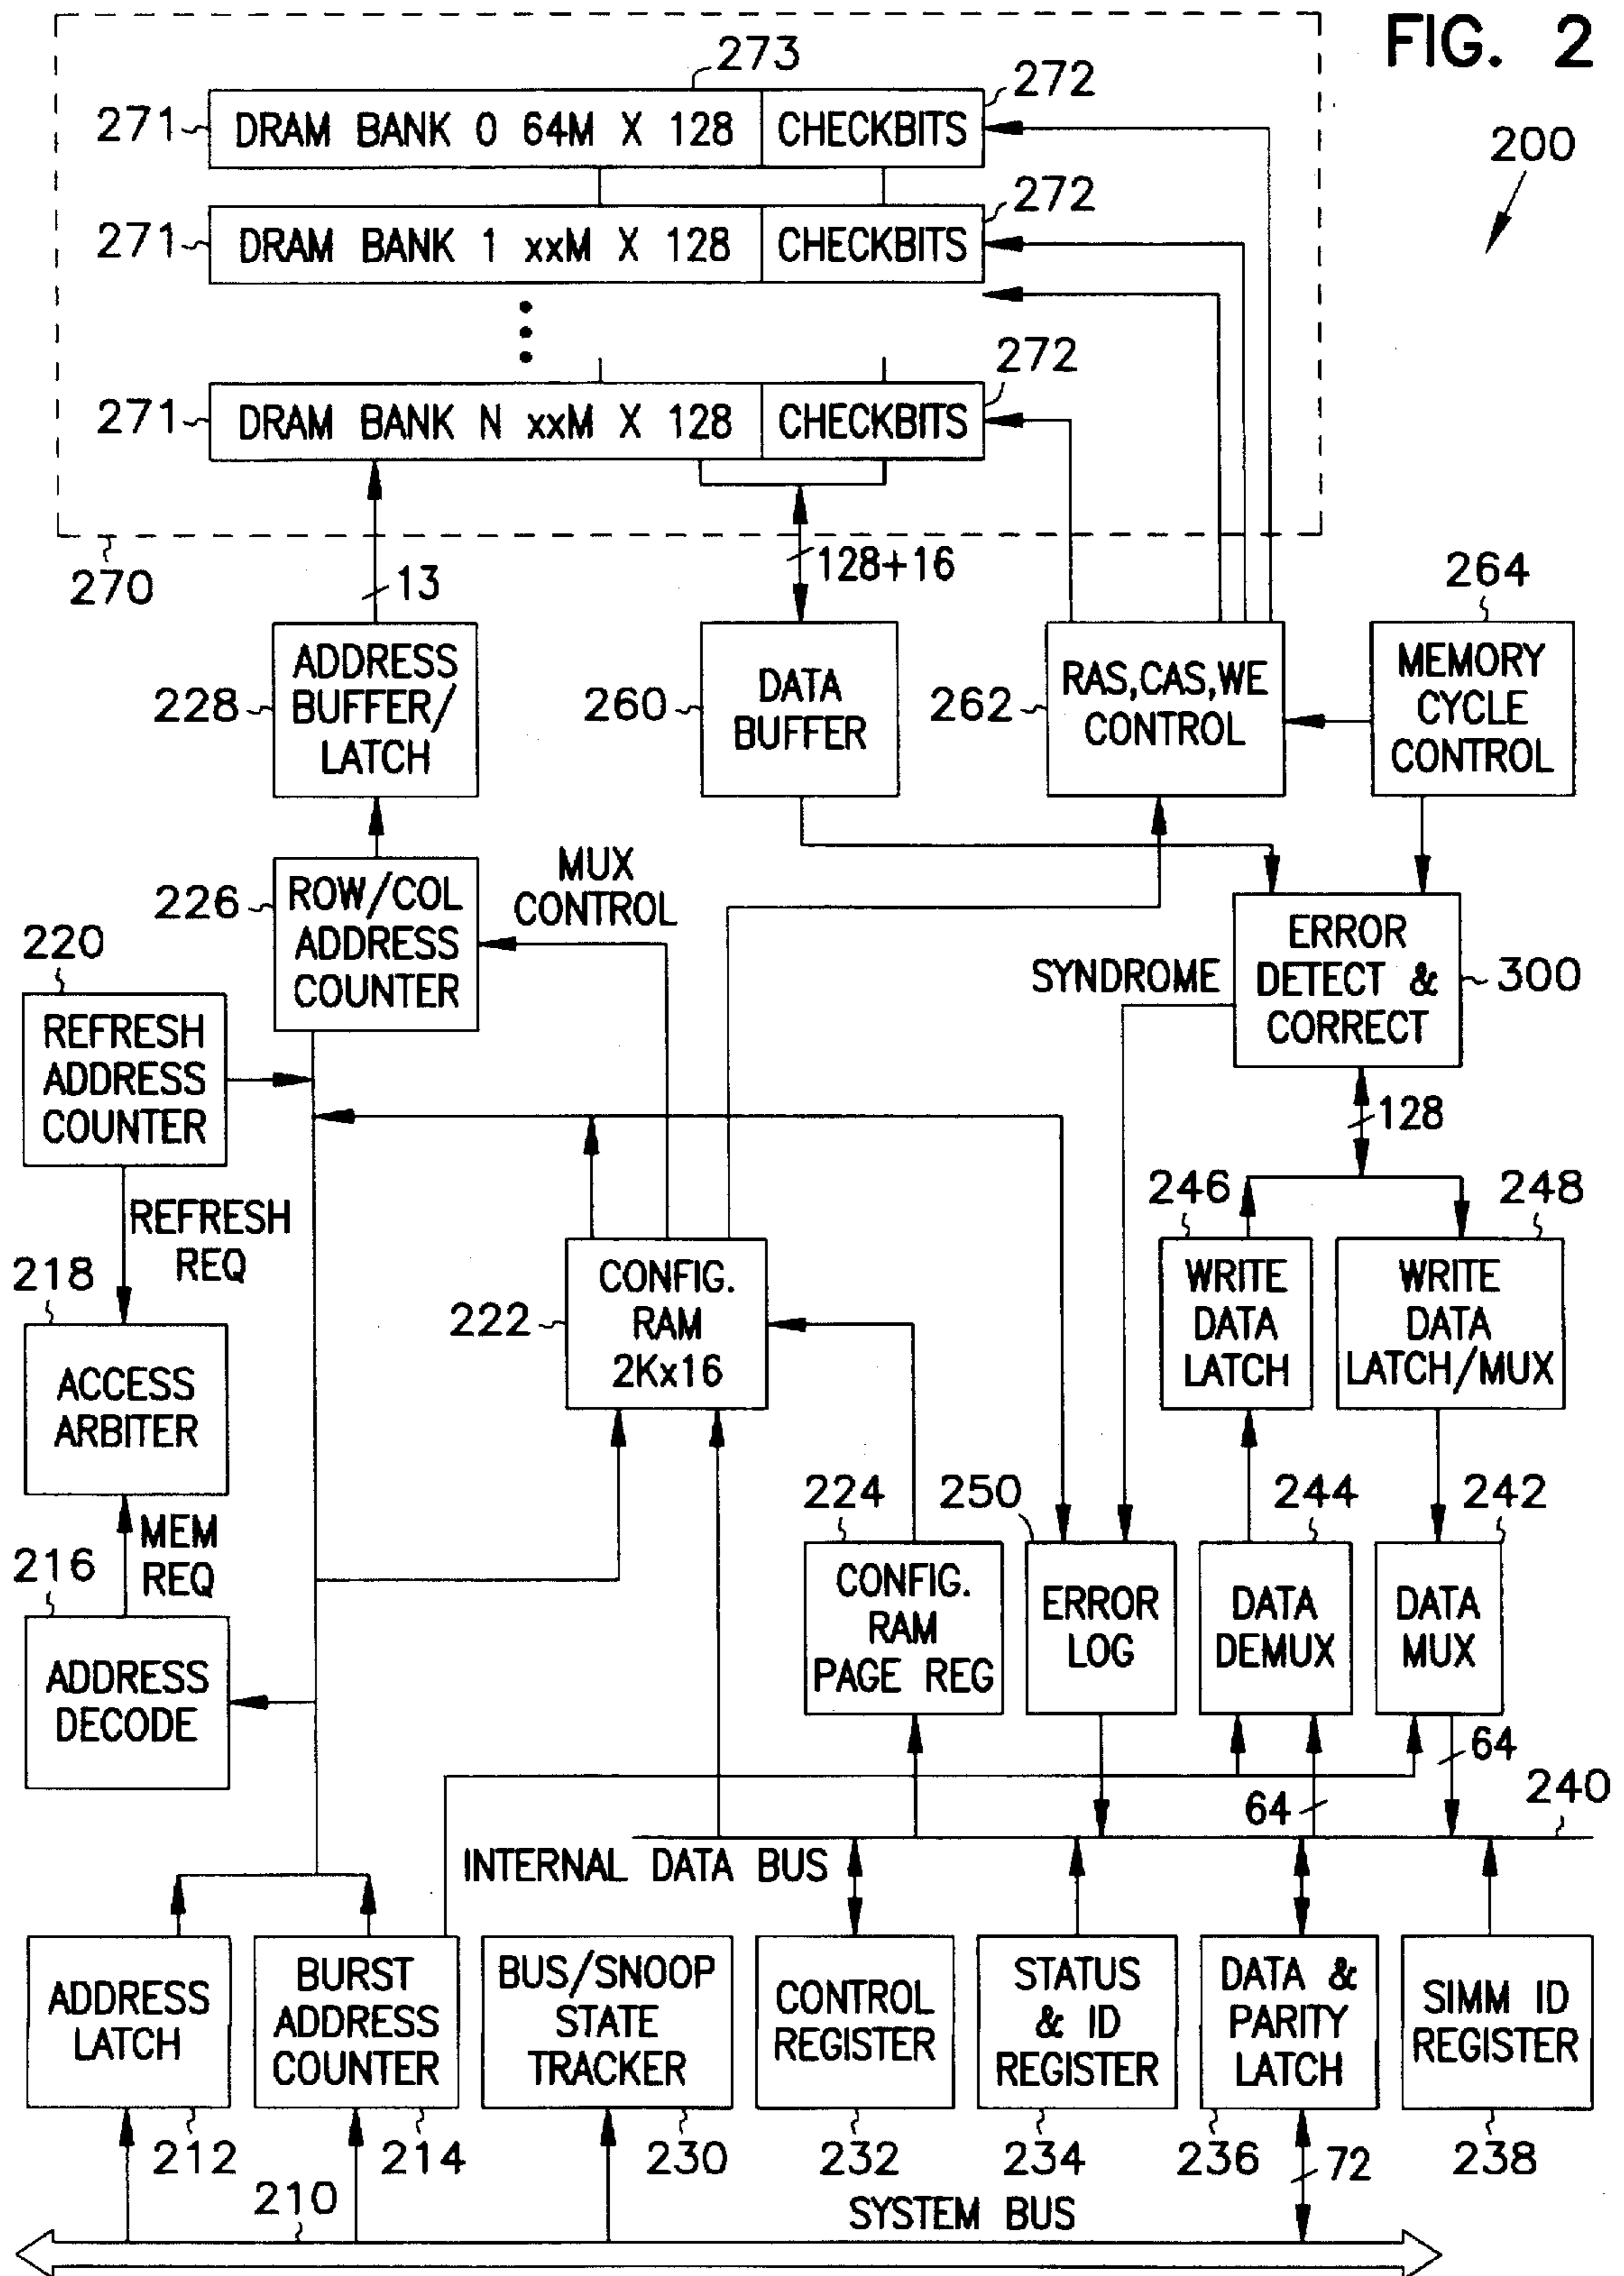 FIG. 2
200
273
271
DRAM BANK 0 64M X 128
CHECKBITS
272
271
DRAM BANK 1 xxM X 128
CHECKBITS
272
271
DRAM BANK N xxM X 128
CHECKBITS
272
270
13
128+16
264
228
ADDRESS
BUFFER/
LATCH
260
DATA
BUFFER
262
RAS,CAS,WE
CONTROL
MEMORY
CYCLE
CONTROL
226
ROW/COL
ADDRESS
COUNTER
MUX
CONTROL
220
REFRESH
ADDRESS
COUNTER
SYNDROME
ERROR
DETECT &
CORRECT
300
128
REFRESH
REQ
218
ACCESS
ARBITER
222
CONFIG.
RAM
2Kx16
246
WRITE
DATA
LATCH
248
WRITE
DATA
LATCH/MUX
MEM
REQ
216
ADDRESS
DECODE
224
CONFIG.
RAM
PAGE REG
250
ERROR
LOG
244
DATA
DEMUX
242
DATA
MUX
64
64
240
INTERNAL DATA BUS
ADDRESS
LATCH
BURST
ADDRESS
COUNTER
BUS/SNOOP
STATE
TRACKER
CONTROL
REGISTER
STATUS
& ID
REGISTER
DATA &
PARITY
LATCH
SIMM ID
REGISTER
212
214
230
232
234
236
72
238
210
SYSTEM BUS